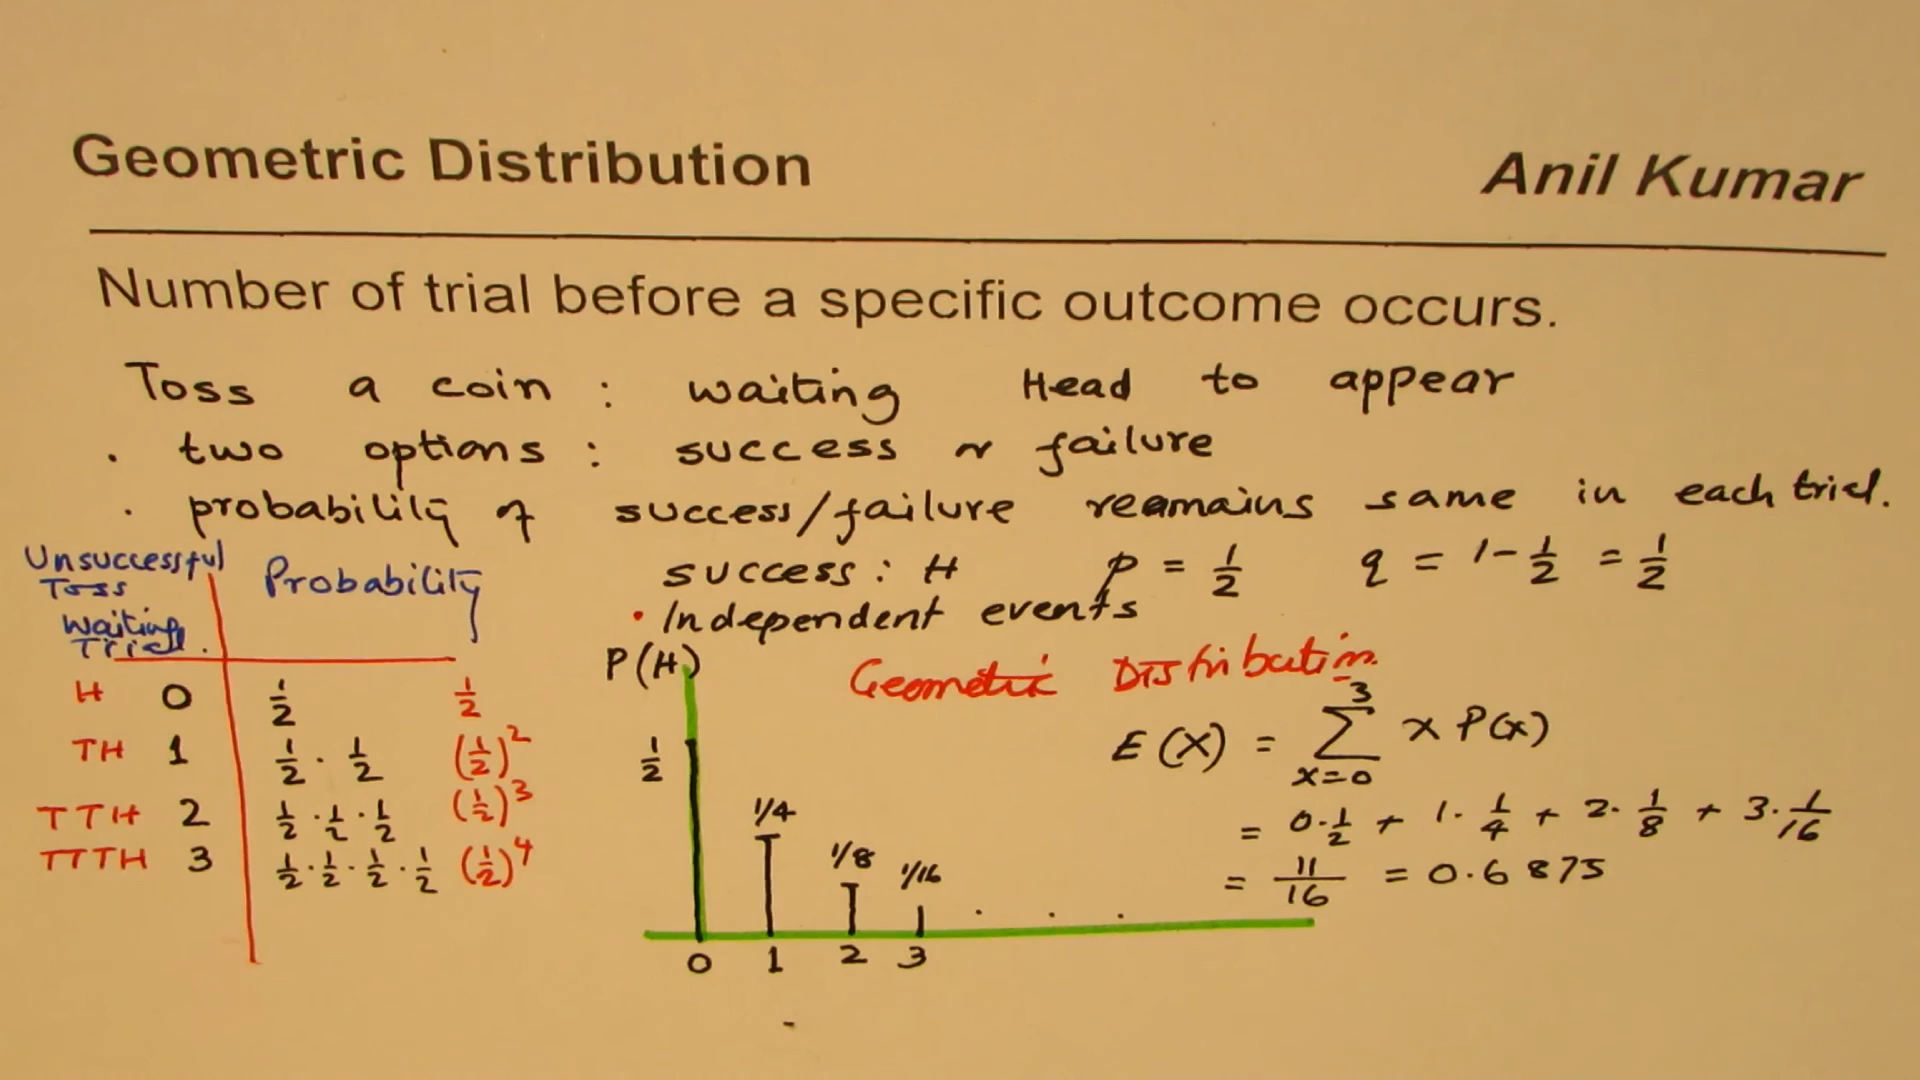 Geometric Distribution
Anil Kumar
Number of trial before a specific outcome occurs.
Toss a coin : waiting Head to appear
. two options : success or failure
. probability of success/failure remains same in each trial.
success : H p = 1/2 q = 1 - 1/2 = 1/2
• Independent events
Unsuccessful
Toss
Waiting
Trial.
Probability
H 0 1/2 1/2
TH 1 1/2 · 1/2 (1/2)^2
TTH 2 1/2 · 1/2 · 1/2 (1/2)^3
TTTH 3 1/2 · 1/2 · 1/2 · 1/2 (1/2)^4
P(H)
1/2
1/4
1/8
1/16
. . .
0 1 2 3
Geometric Distribution.
E(X) = Σ_{x=0}^{3} x P(x)
= 0·1/2 + 1·1/4 + 2·1/8 + 3·1/16
= 11/16 = 0.6875